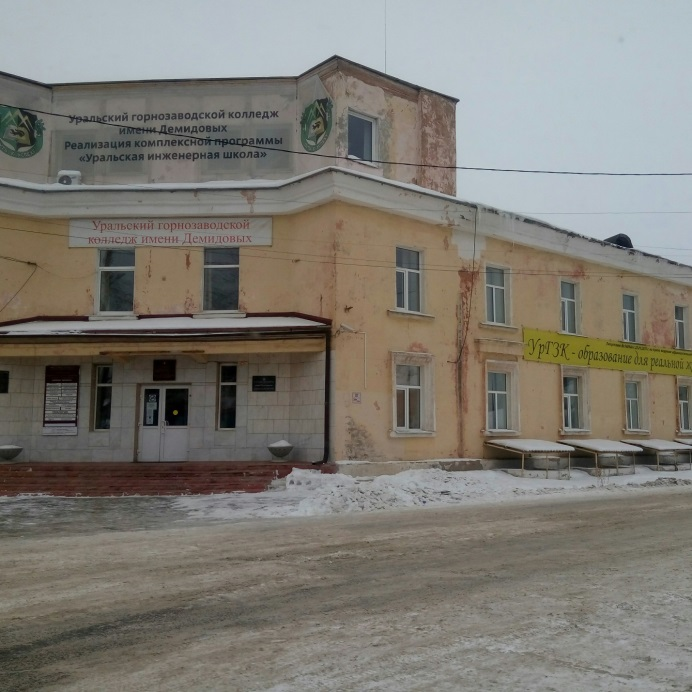 Уральский горнозаводской колледж
имени Демидовых
Реализация комплексной программы
«Уральская инженерная школа»
Уральский горнозаводской
колледж имени Демидовых
УрГЗК - образование для реальной